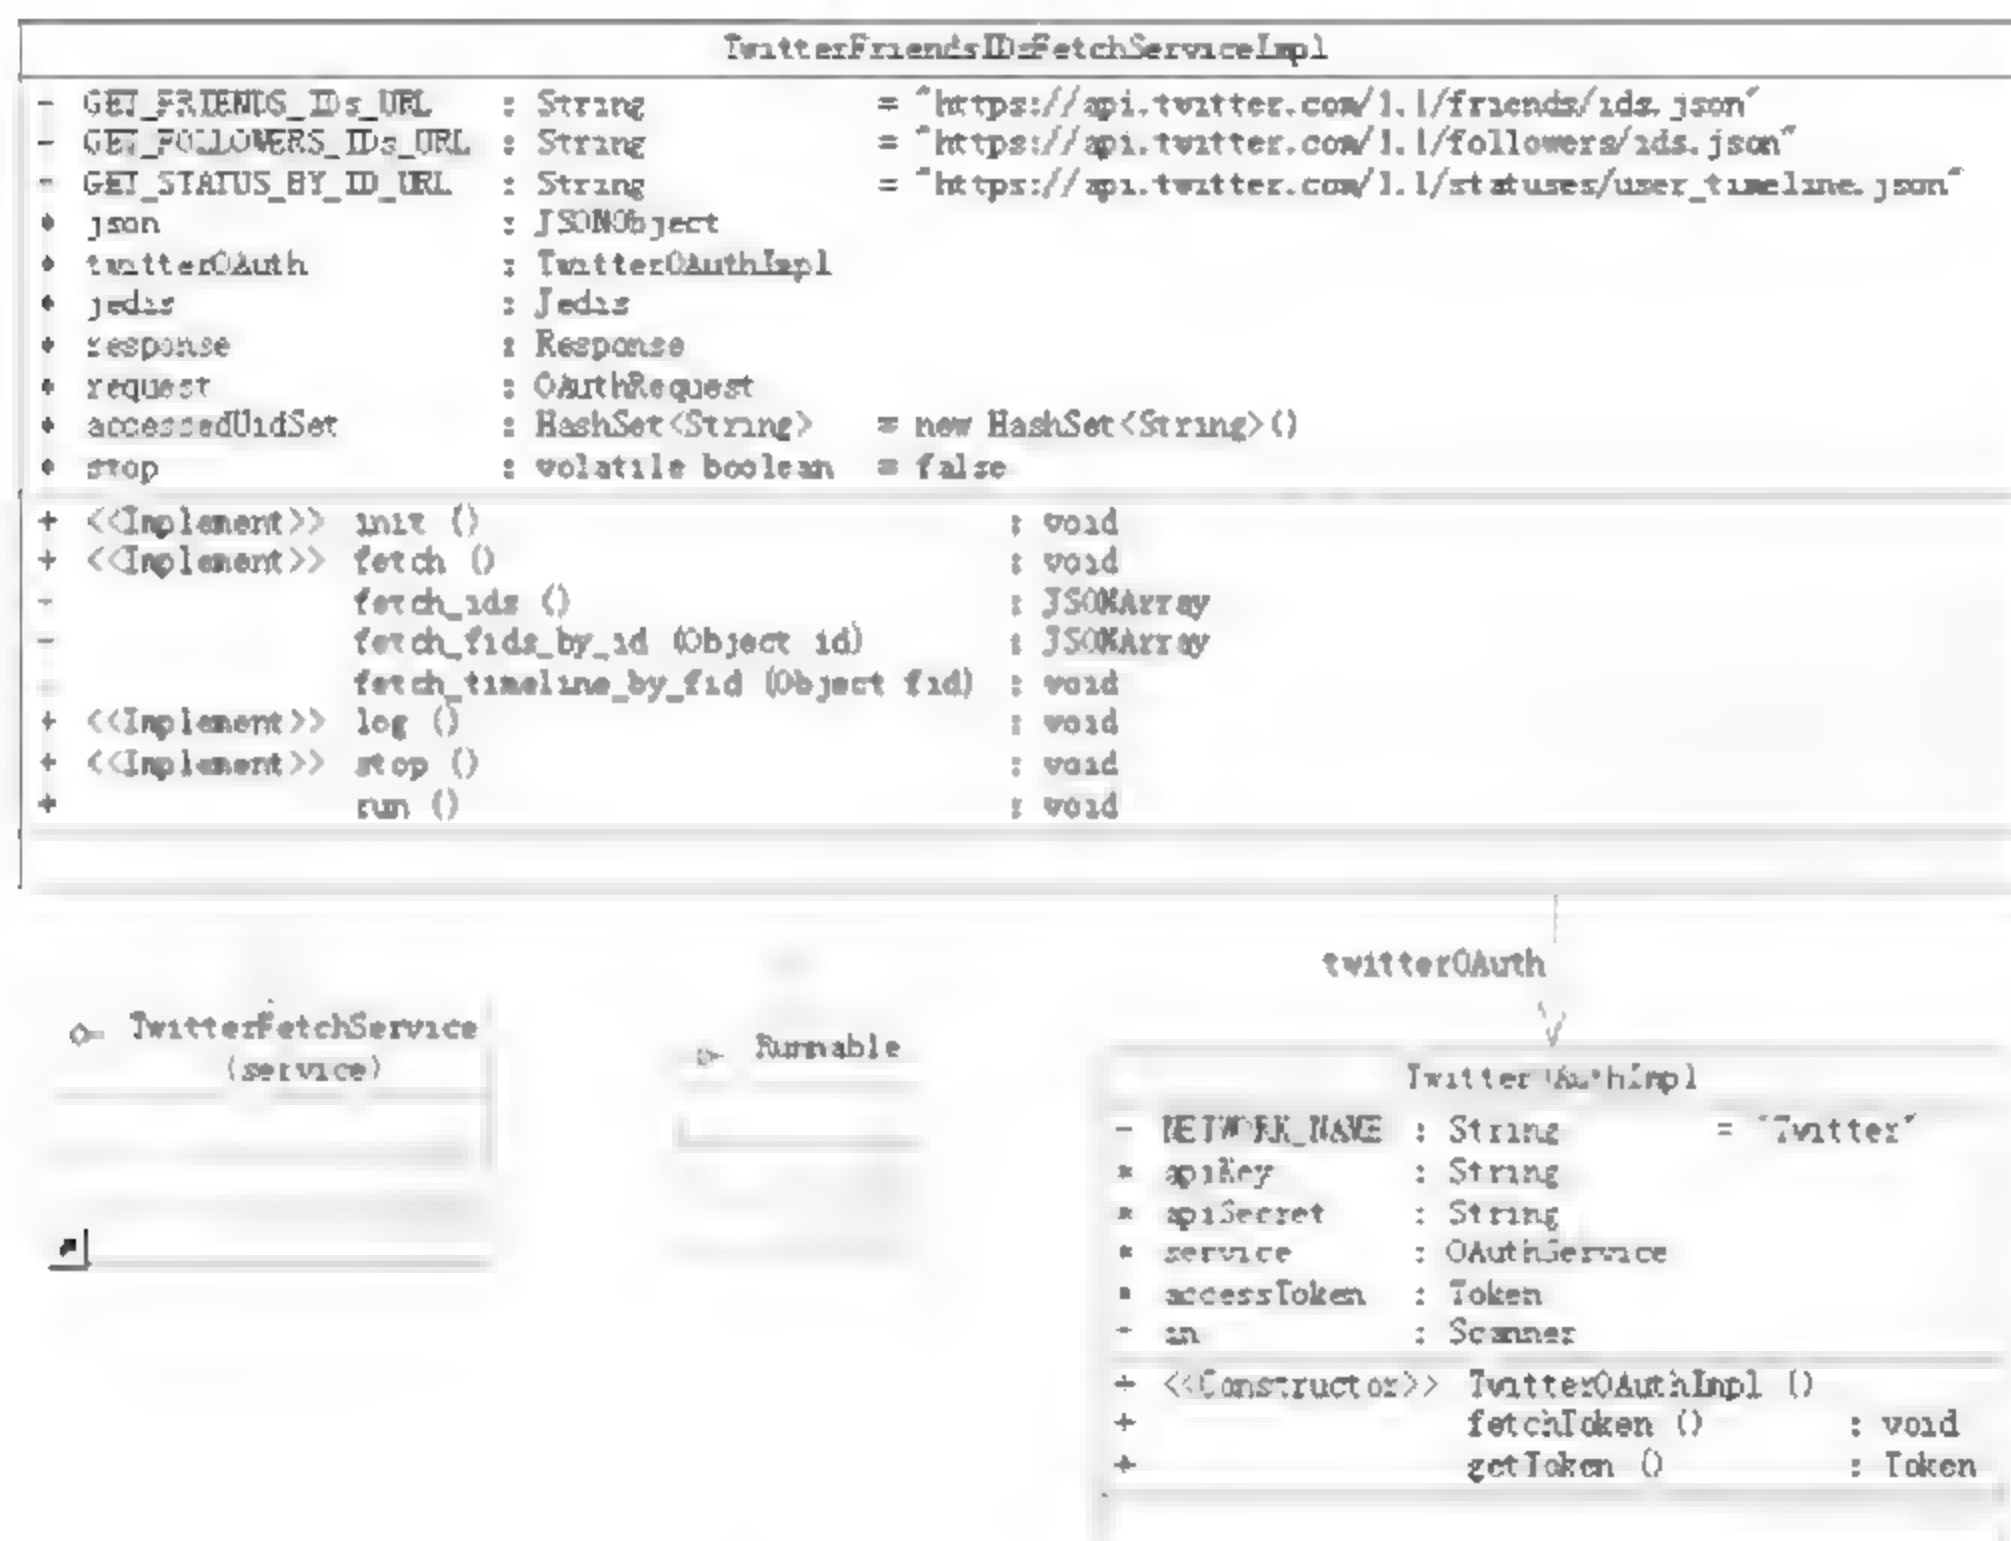 TwitterFriendsIDsFetchServiceImpl
- GET_FRIENDS_IDs_URL : String = "https://api.twitter.com/1.1/friends/ids.json"
- GET_FOLLOWERS_IDs_URL : String = "https://api.twitter.com/1.1/followers/ids.json"
- GET_STATUS_BY_ID_URL : String = "https://api.twitter.com/1.1/statuses/user_timeline.json"
* json : JSONObject
* twitterOAuth : TwitterOAuthImpl
* jedis : Jedis
* response : Response
* request : OAuthRequest
* accessedUidSet : HashSet<String> = new HashSet<String>()
* stop : volatile boolean = false
+ <<Implement>> init () : void
+ <<Implement>> fetch () : void
- fetch_ids () : JSONArray
- fetch_fids_by_id (Object id) : JSONArray
- fetch_timeline_by_fid (Object fid) : void
+ <<Implement>> log () : void
+ <<Implement>> stop () : void
+ run () : void
twitterOAuth
TwitterFetchService
(service)
Runnable
TwitterOAuthImpl
- NETWORK_NAME : String = "Twitter"
* apiKey : String
* apiSecret : String
* service : OAuthService
* accessToken : Token
- in : Scanner
+ <<Constructor>> TwitterOAuthImpl ()
+ fetchToken () : void
+ getToken () : Token